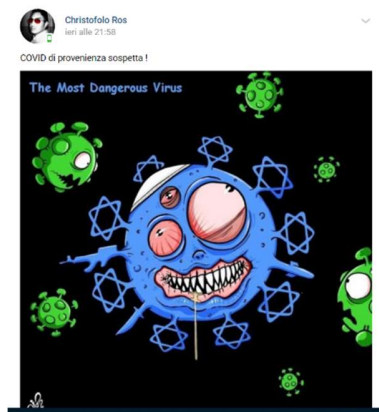 Christofolo Ros
ieri alle 21:58
COVID di provenienza sospetta !
The Most Dangerous Virus